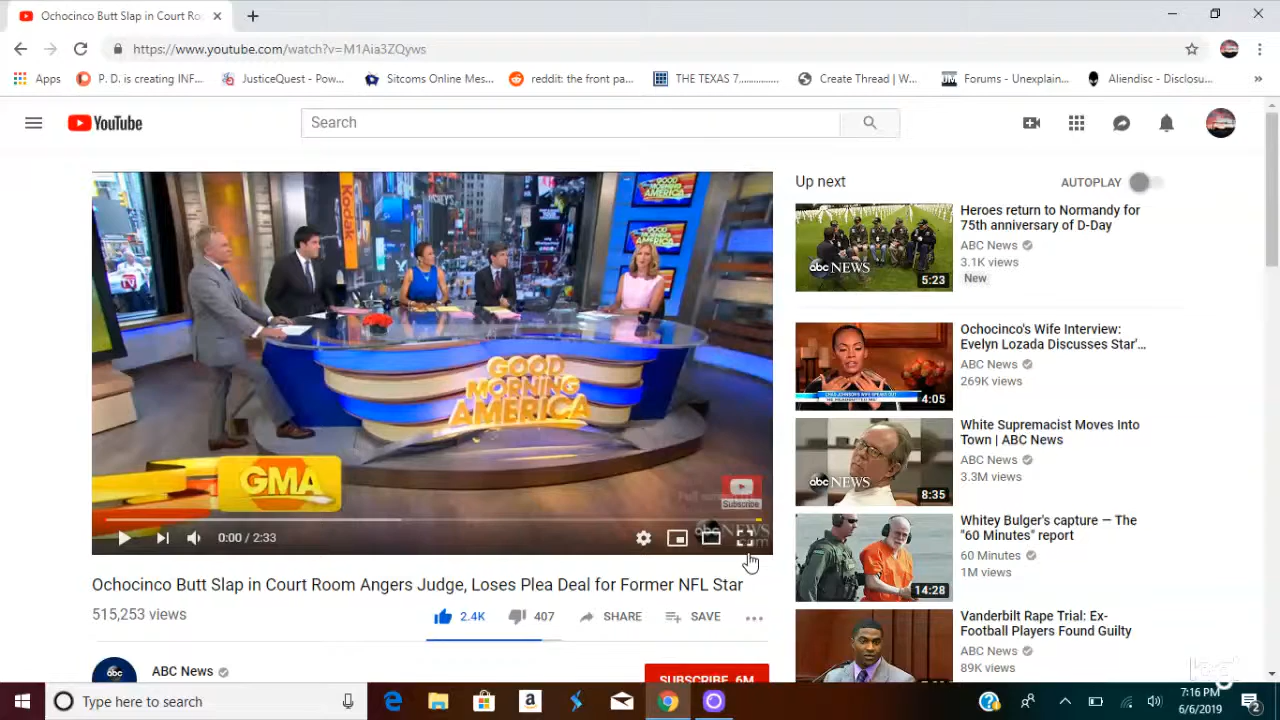 Ochocinco Butt Slap in Court Ro
https://www.youtube.com/watch?v=M1Aia3ZQyws
Apps
P. D. is creating INF...
JusticeQuest - Pow...
Sitcoms Online Mes...
reddit: the front pa...
THE TEXAS 7..............
Create Thread | W...
Forums - Unexplain...
Aliendisc - Disclosu...
»
YouTube
Search
GOOD
MORNING
AMERICA
GMA
Subscribe
abc NEWS
0:00 / 2:33
Ochocinco Butt Slap in Court Room Angers Judge, Loses Plea Deal for Former NFL Star
515,253 views
2.4K
407
SHARE
SAVE
ABC News
SUBSCRIBE 6M
Up next
AUTOPLAY
Heroes return to Normandy for
75th anniversary of D-Day
ABC News
3.1K views
New
abc NEWS
5:23
Ochocinco's Wife Interview:
Evelyn Lozada Discusses Star'...
ABC News
269K views
4:05
White Supremacist Moves Into
Town | ABC News
ABC News
3.3M views
abc NEWS
8:35
Whitey Bulger's capture — The
"60 Minutes" report
60 Minutes
1M views
14:28
Vanderbilt Rape Trial: Ex-
Football Players Found Guilty
ABC News
89K views
Type here to search
7:16 PM
6/6/2019
2